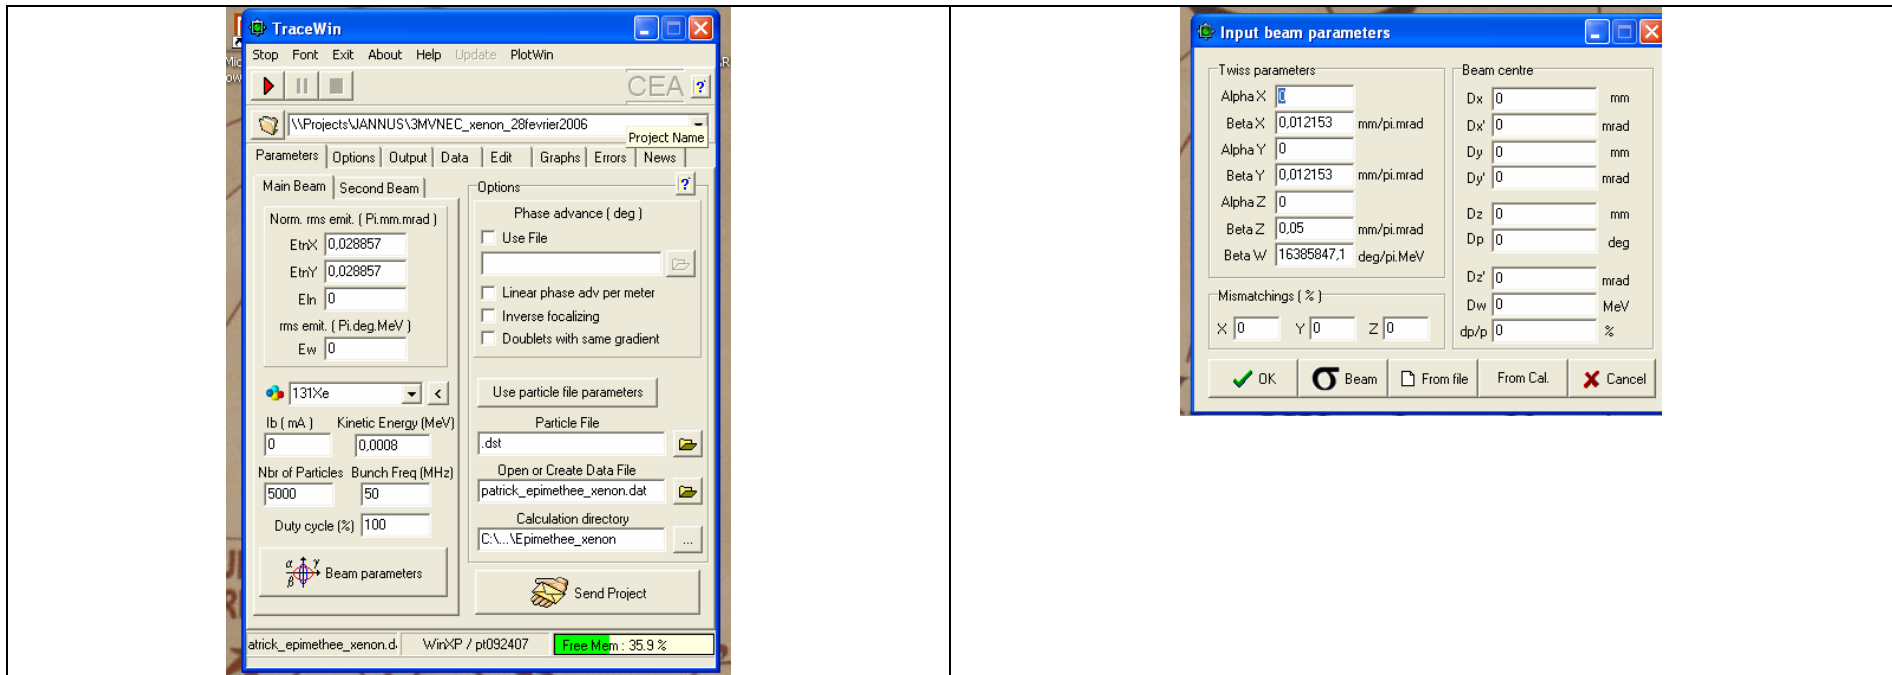 TraceWin
Stop Font Exit About Help Update PlotWin
CEA ?
\\Projects\JANNUS\3MVNEC_xenon_28fevrier2006
Project Name
Parameters Options Output Data Edit Graphs Errors News
Main Beam Second Beam
Norm. rms emit. ( Pi.mm.mrad )
EtnX 0,028857
EtnY 0,028857
Eln 0
rms emit. ( Pi.deg.MeV )
Ew 0
131Xe <
Ib ( mA ) Kinetic Energy (MeV)
0 0,0008
Nbr of Particles Bunch Freq (MHz)
5000 50
Duty cycle (%) 100
α β γ Beam parameters
Options ?
Phase advance ( deg )
Use File
Linear phase adv per meter
Inverse focalizing
Doublets with same gradient
Use particle file parameters
Particle File
.dst
Open or Create Data File
patrick_epimethee_xenon.dat
Calculation directory
C:\...\Epimethee_xenon ...
Send Project
atrick_epimethee_xenon.d. WinXP / pt092407 Free Mem : 35.9 %
Input beam parameters
Twiss parameters
Alpha X 0
Beta X 0,012153 mm/pi.mrad
Alpha Y 0
Beta Y 0,012153 mm/pi.mrad
Alpha Z 0
Beta Z 0,05 mm/pi.mrad
Beta W 16385847,1 deg/pi.MeV
Mismatchings ( % )
X 0 Y 0 Z 0
Beam centre
Dx 0 mm
Dx' 0 mrad
Dy 0 mm
Dy' 0 mrad
Dz 0 mm
Dp 0 deg
Dz' 0 mrad
Dw 0 MeV
dp/p 0 %
OK σ Beam From file From Cal. Cancel